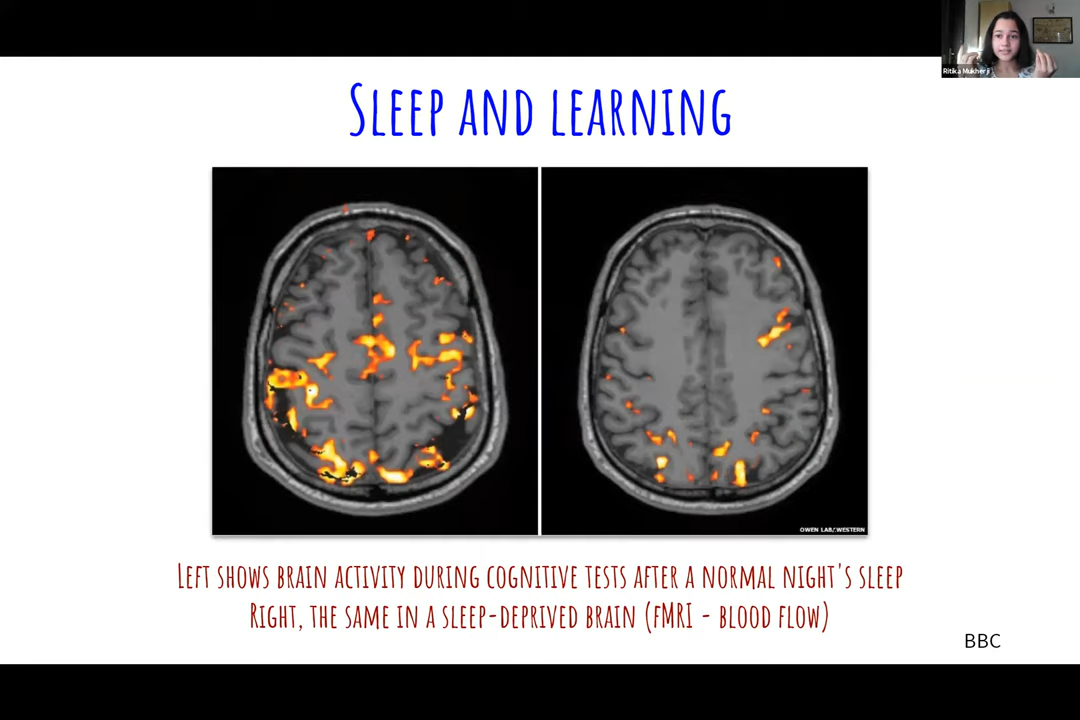 Ritika Mukherji
SLEEP AND LEARNING
OWEN LAB/WESTERN
LEFT SHOWS BRAIN ACTIVITY DURING COGNITIVE TESTS AFTER A NORMAL NIGHT'S SLEEP
RIGHT, THE SAME IN A SLEEP-DEPRIVED BRAIN (FMRI - BLOOD FLOW)
BBC